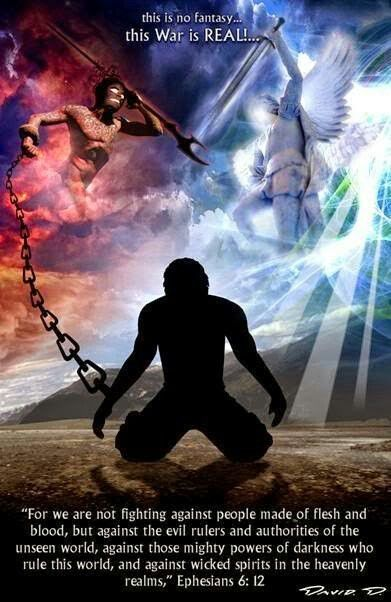 this is no fantasy...
this War is REAL!...
“For we are not fighting against people made of flesh and
blood, but against the evil rulers and authorities of the
unseen world, against those mighty powers of darkness who
rule this world, and against wicked spirits in the heavenly
realms,” Ephesians 6: 12
DAVID. D.